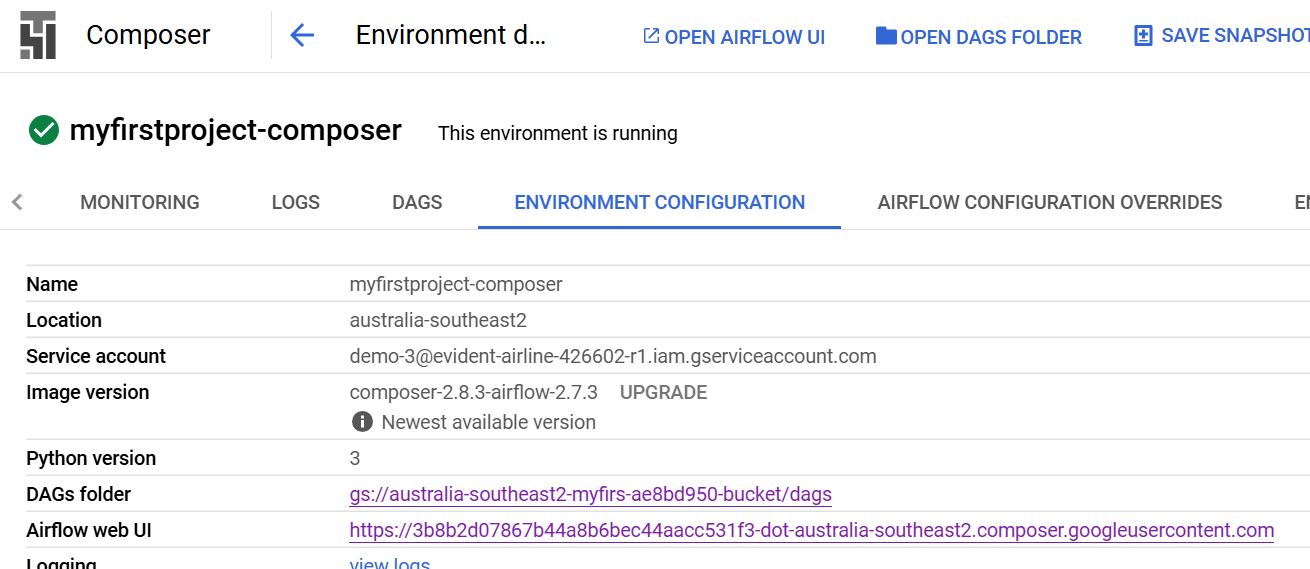 Composer
Environment d...
OPEN AIRFLOW UI
OPEN DAGS FOLDER
SAVE SNAPSHOT
myfirstproject-composer This environment is running
MONITORING LOGS DAGS ENVIRONMENT CONFIGURATION AIRFLOW CONFIGURATION OVERRIDES
Name myfirstproject-composer
Location australia-southeast2
Service account demo-3@evident-airline-426602-r1.iam.gserviceaccount.com
Image version composer-2.8.3-airflow-2.7.3 UPGRADE
Newest available version
Python version 3
DAGs folder gs://australia-southeast2-myfirs-ae8bd950-bucket/dags
Airflow web UI https://3b8b2d07867b44a8b6bec44aacc531f3-dot-australia-southeast2.composer.googleusercontent.com
Logging view logs